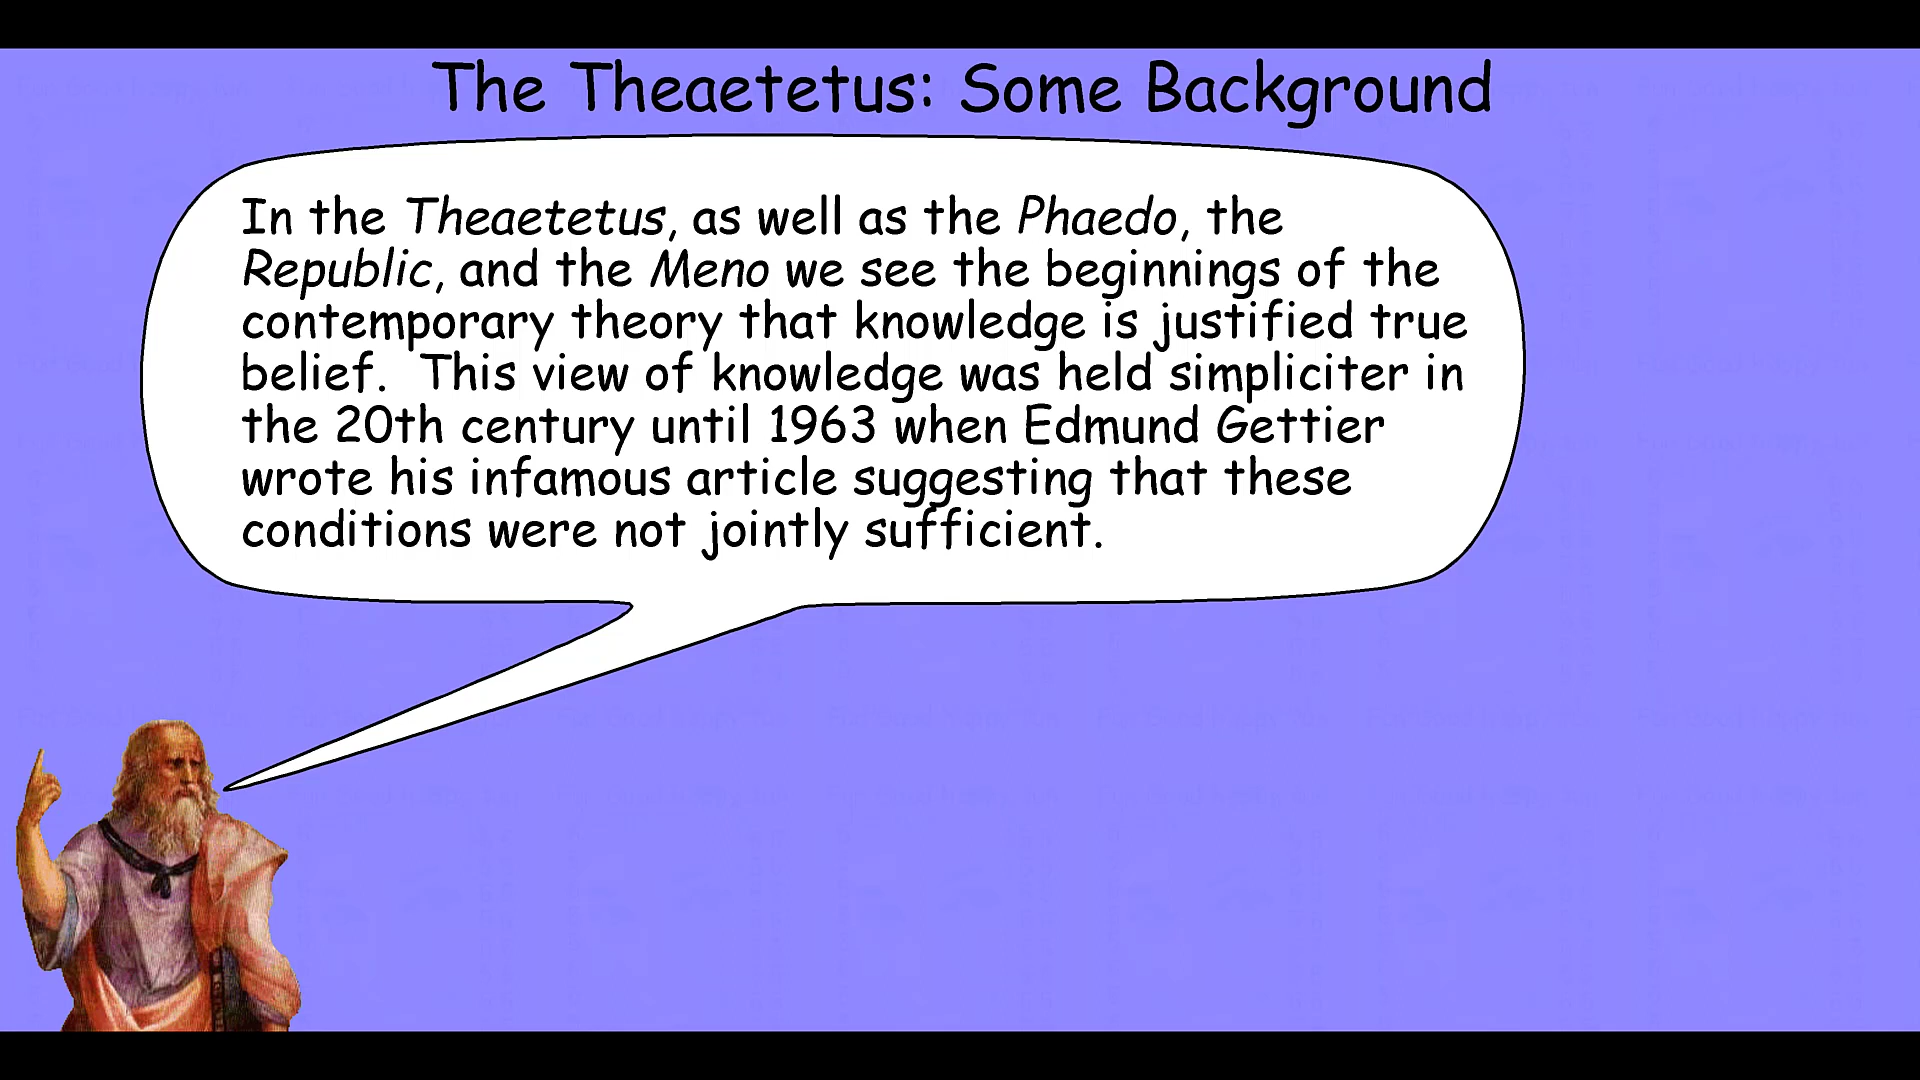 The Theaetetus: Some Background
In the Theaetetus, as well as the Phaedo, the
Republic, and the Meno we see the beginnings of the
contemporary theory that knowledge is justified true
belief.  This view of knowledge was held simpliciter in
the 20th century until 1963 when Edmund Gettier
wrote his infamous article suggesting that these
conditions were not jointly sufficient.